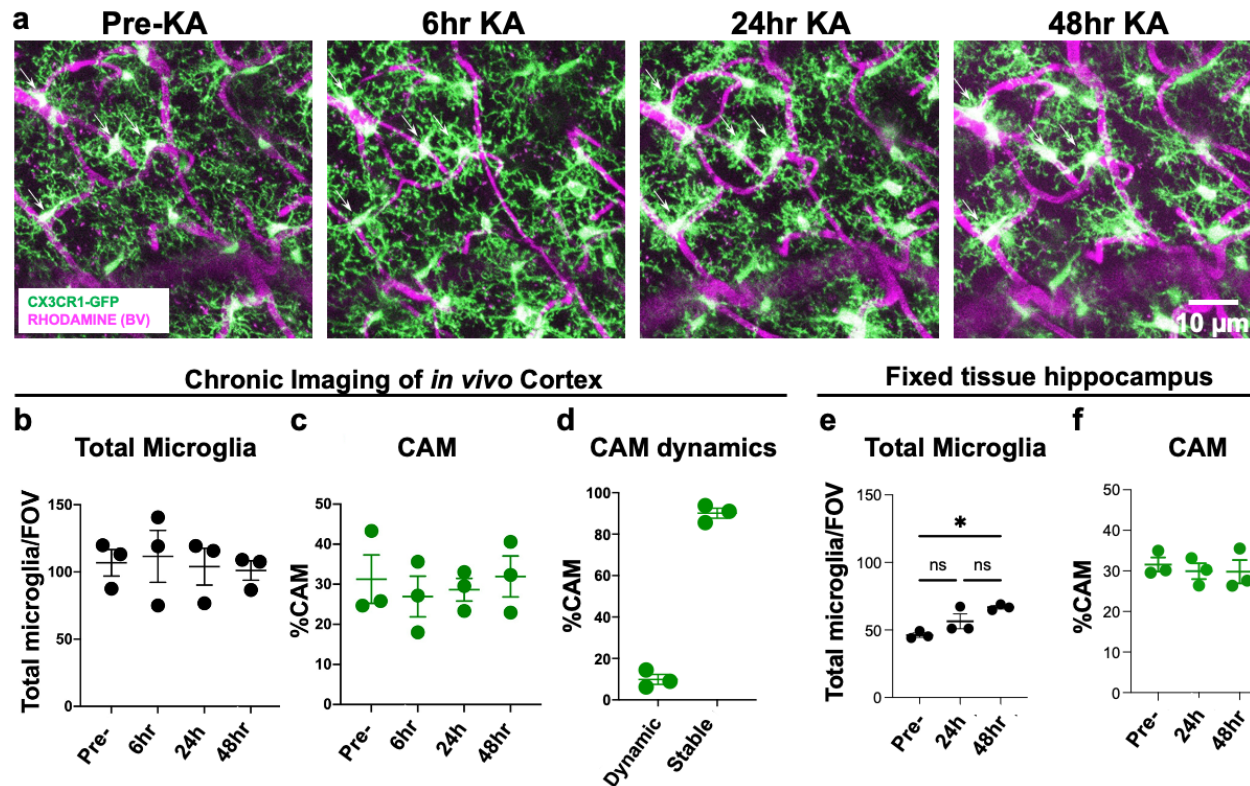 a
Pre-KA
6hr KA
24hr KA
48hr KA
CX3CR1-GFP
RHODAMINE (BV)
10 µm
Chronic Imaging of in vivo Cortex
Fixed tissue hippocampus
b
Total Microglia
Total microglia/FOV
150
100
50
0
Pre-
6hr
24h
48hr
c
CAM
%CAM
50
40
30
20
10
0
Pre-
6hr
24h
48hr
d
CAM dynamics
%CAM
100
80
60
40
20
0
Dynamic
Stable
e
Total Microglia
Total microglia/FOV
150
100
50
0
*
ns
ns
Pre-
24h
48hr
f
CAM
%CAM
50
40
30
20
10
0
Pre-
24h
48hr